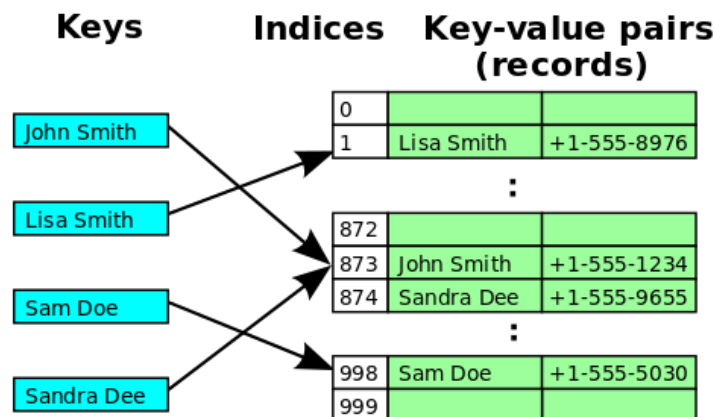 Keys
Indices
Key-value pairs
(records)
John Smith
Lisa Smith
Sam Doe
Sandra Dee
0
1 Lisa Smith +1-555-8976
:
872
873 John Smith +1-555-1234
874 Sandra Dee +1-555-9655
:
998 Sam Doe +1-555-5030
999